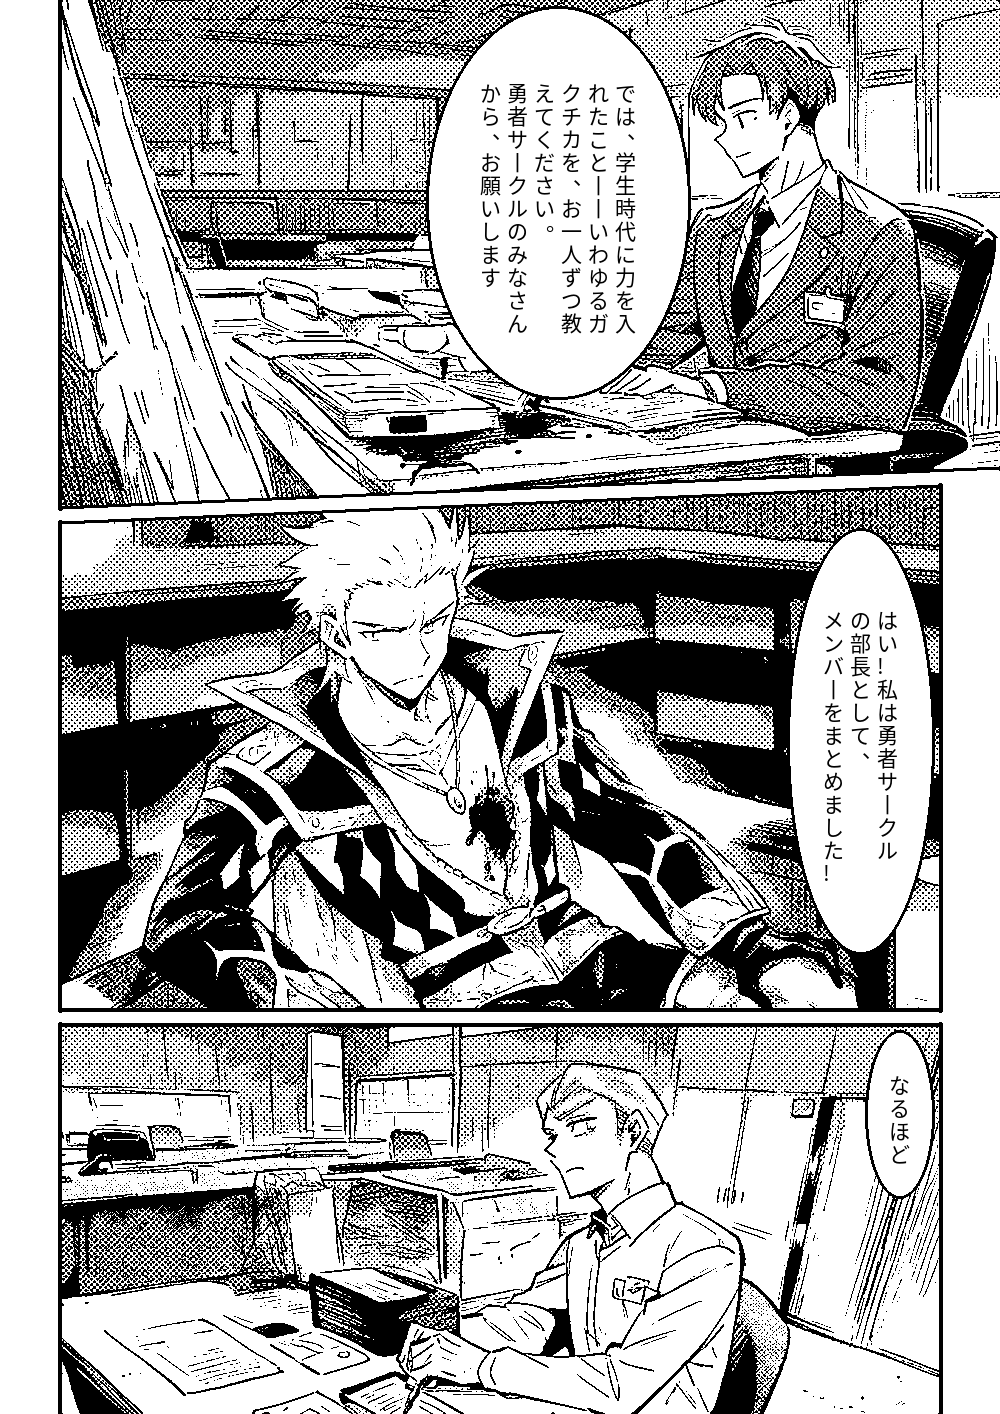 では、学生時代に力を入
れたこと——いわゆるガ
クチカを、お一人ずつ教
えてください。
勇者サークルのみなさん
から、お願いします
はい！私は勇者サークル
の部長として、
メンバーをまとめました！
なるほど